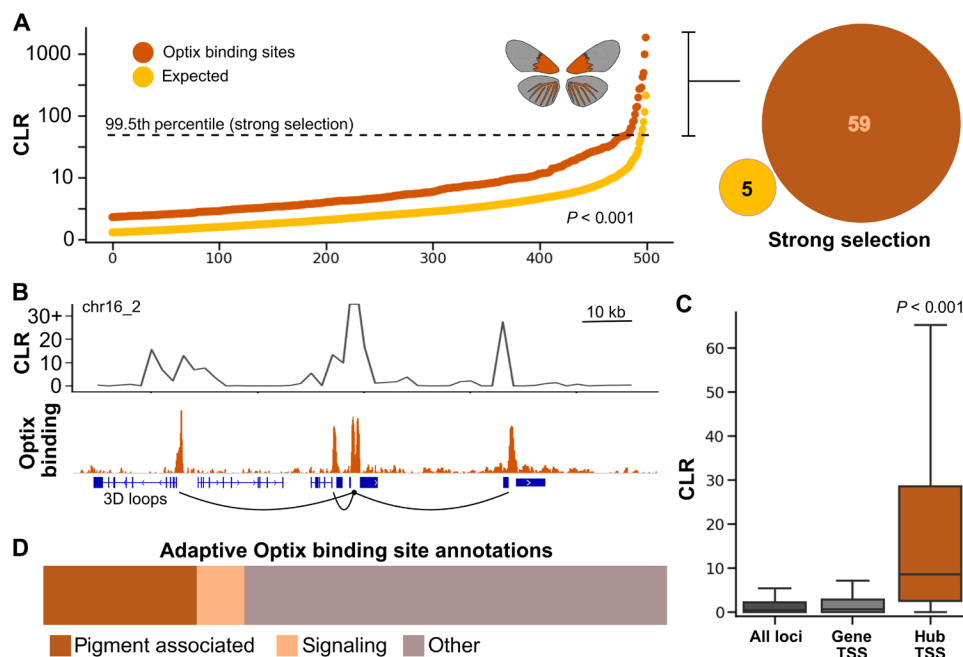 A
CLR
1000
100
10
0
Optix binding sites
Expected
99.5th percentile (strong selection)
P < 0.001
0
100
200
300
400
500
59
5
Strong selection
B
chr16_2
10 kb
CLR
30+
20
10
0
Optix
binding
3D loops
C
P < 0.001
CLR
60
50
40
30
20
10
0
All loci
Gene
TSS
Hub
TSS
D
Adaptive Optix binding site annotations
Pigment associated
Signaling
Other